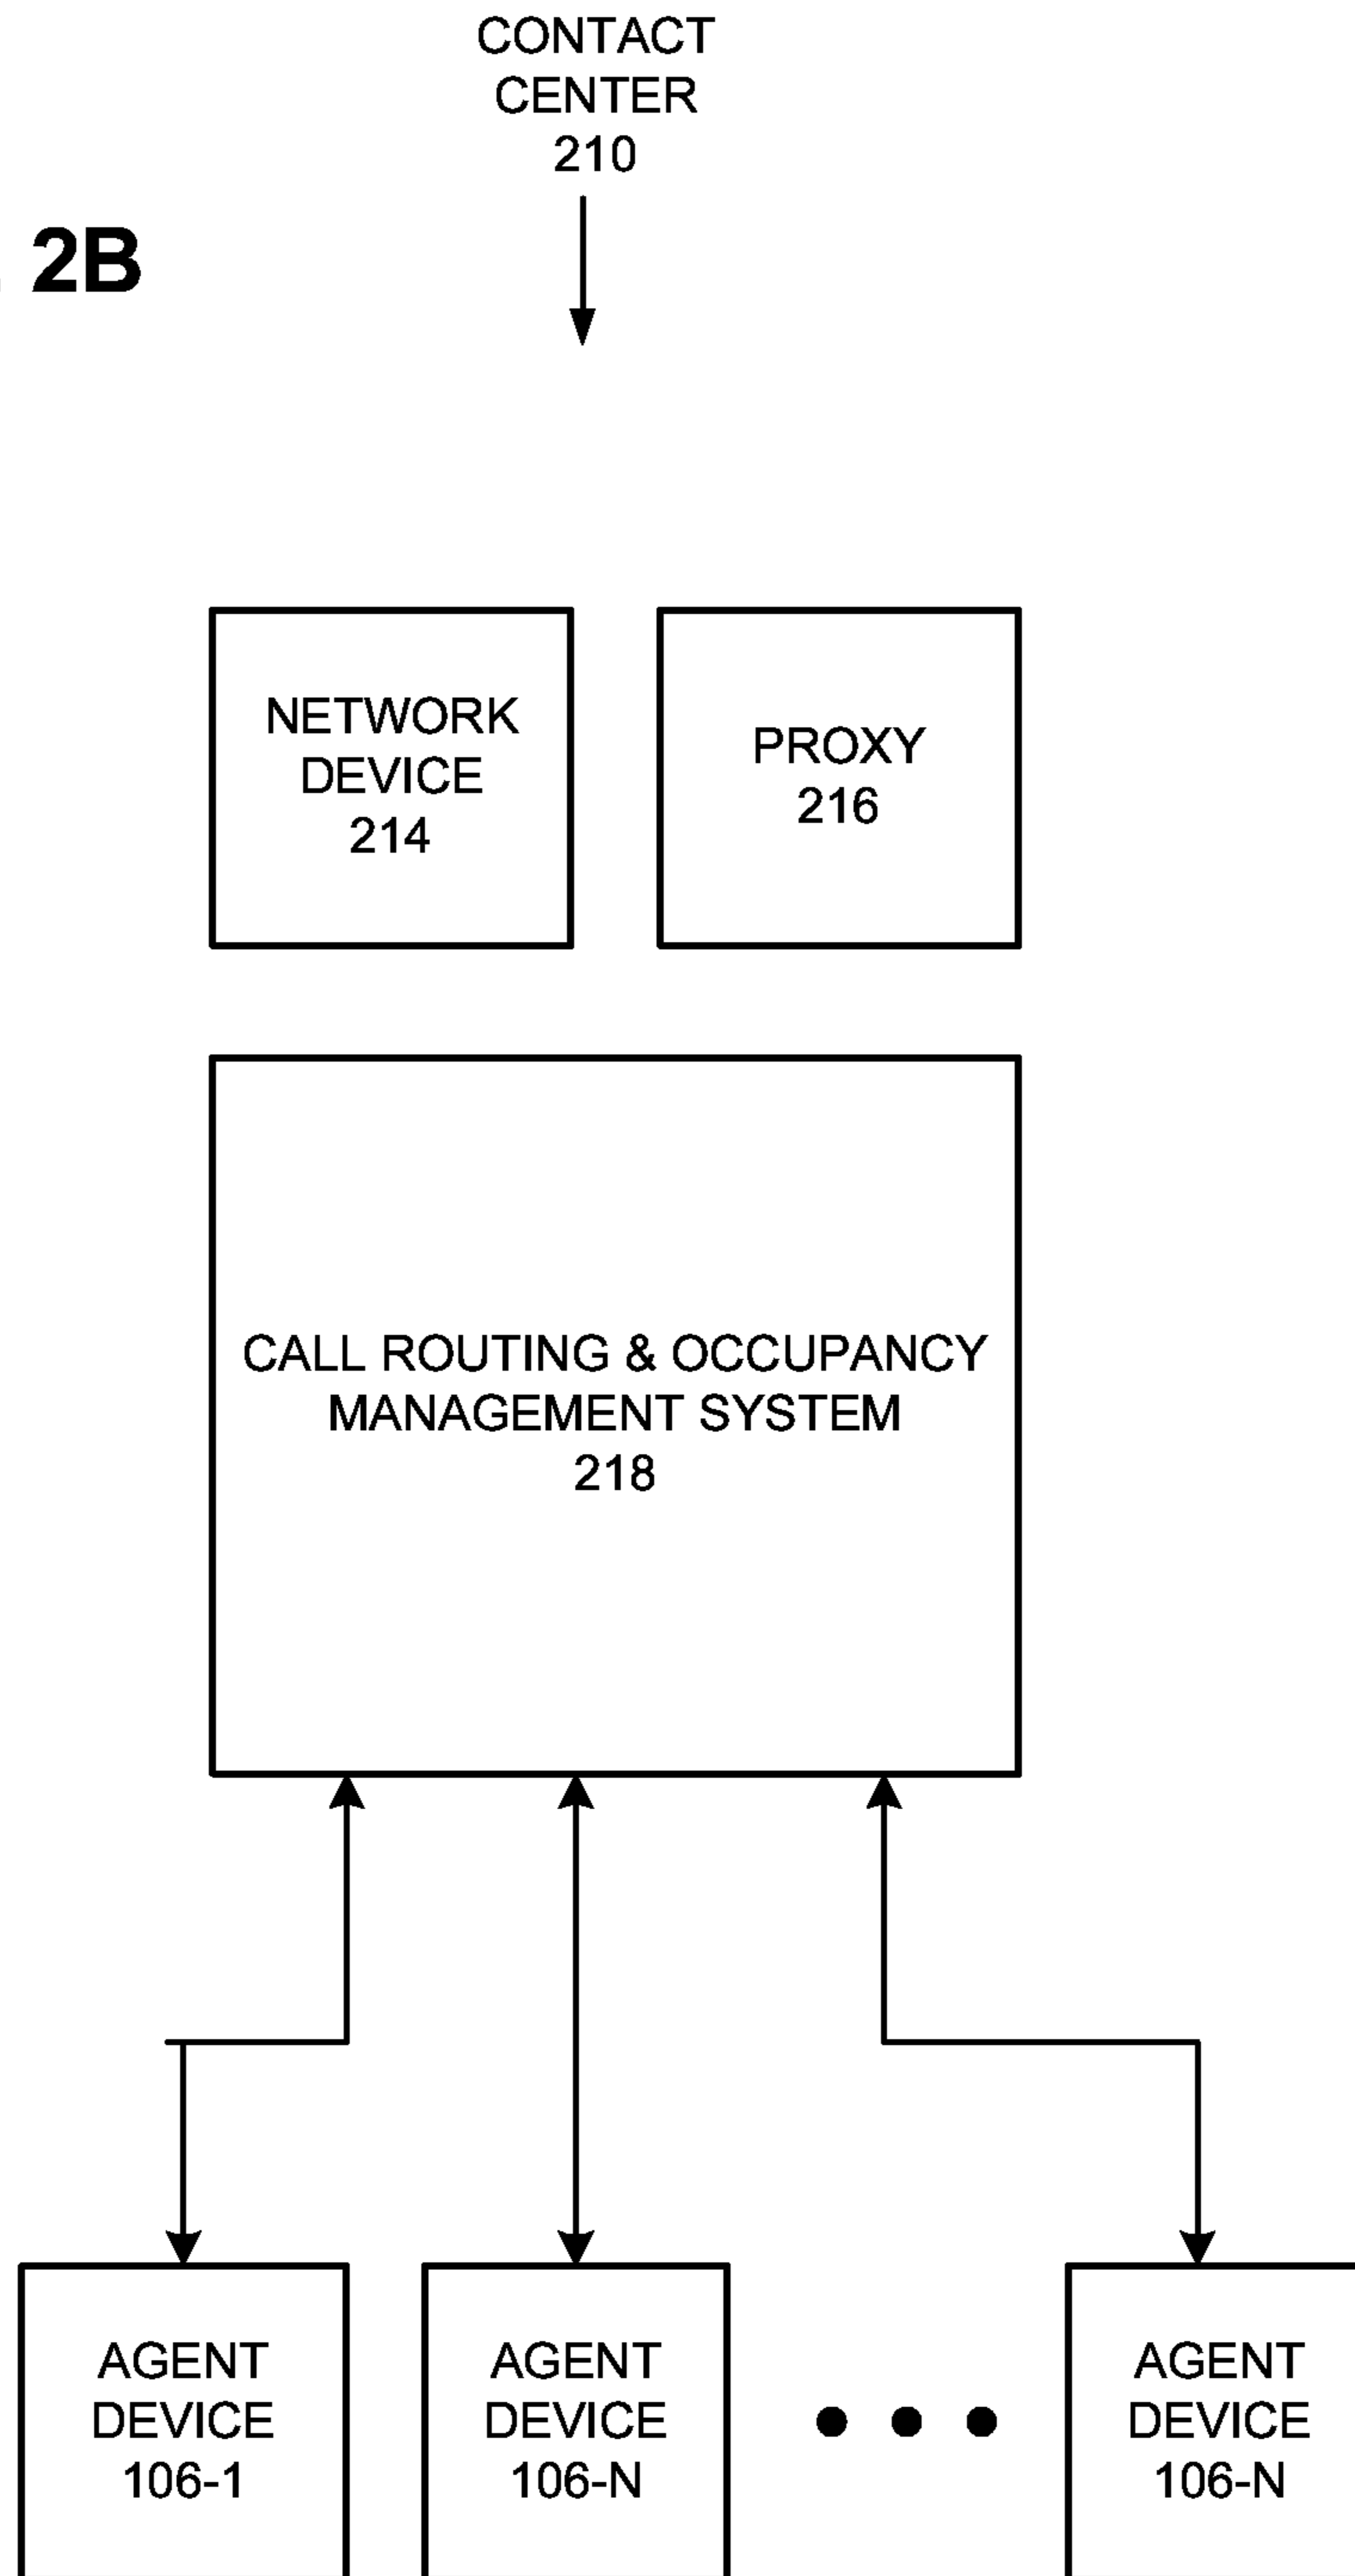 CONTACT
CENTER
210
2B
NETWORK
DEVICE
214
PROXY
216
CALL ROUTING & OCCUPANCY
MANAGEMENT SYSTEM
218
AGENT
DEVICE
106-1
AGENT
DEVICE
106-N
AGENT
DEVICE
106-N